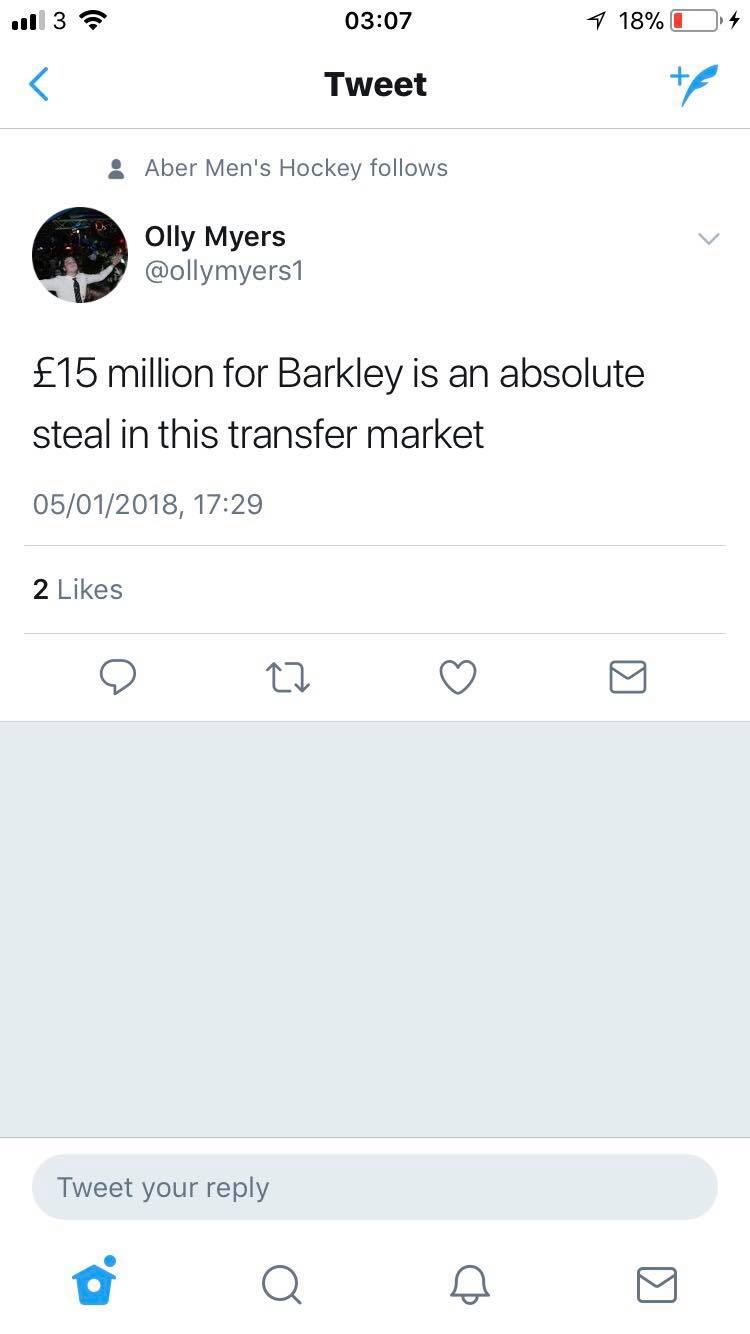 3 03:07 18%
Tweet
Aber Men's Hockey follows
Olly Myers
@ollymyers1
£15 million for Barkley is an absolute
steal in this transfer market
05/01/2018, 17:29
2 Likes
Tweet your reply